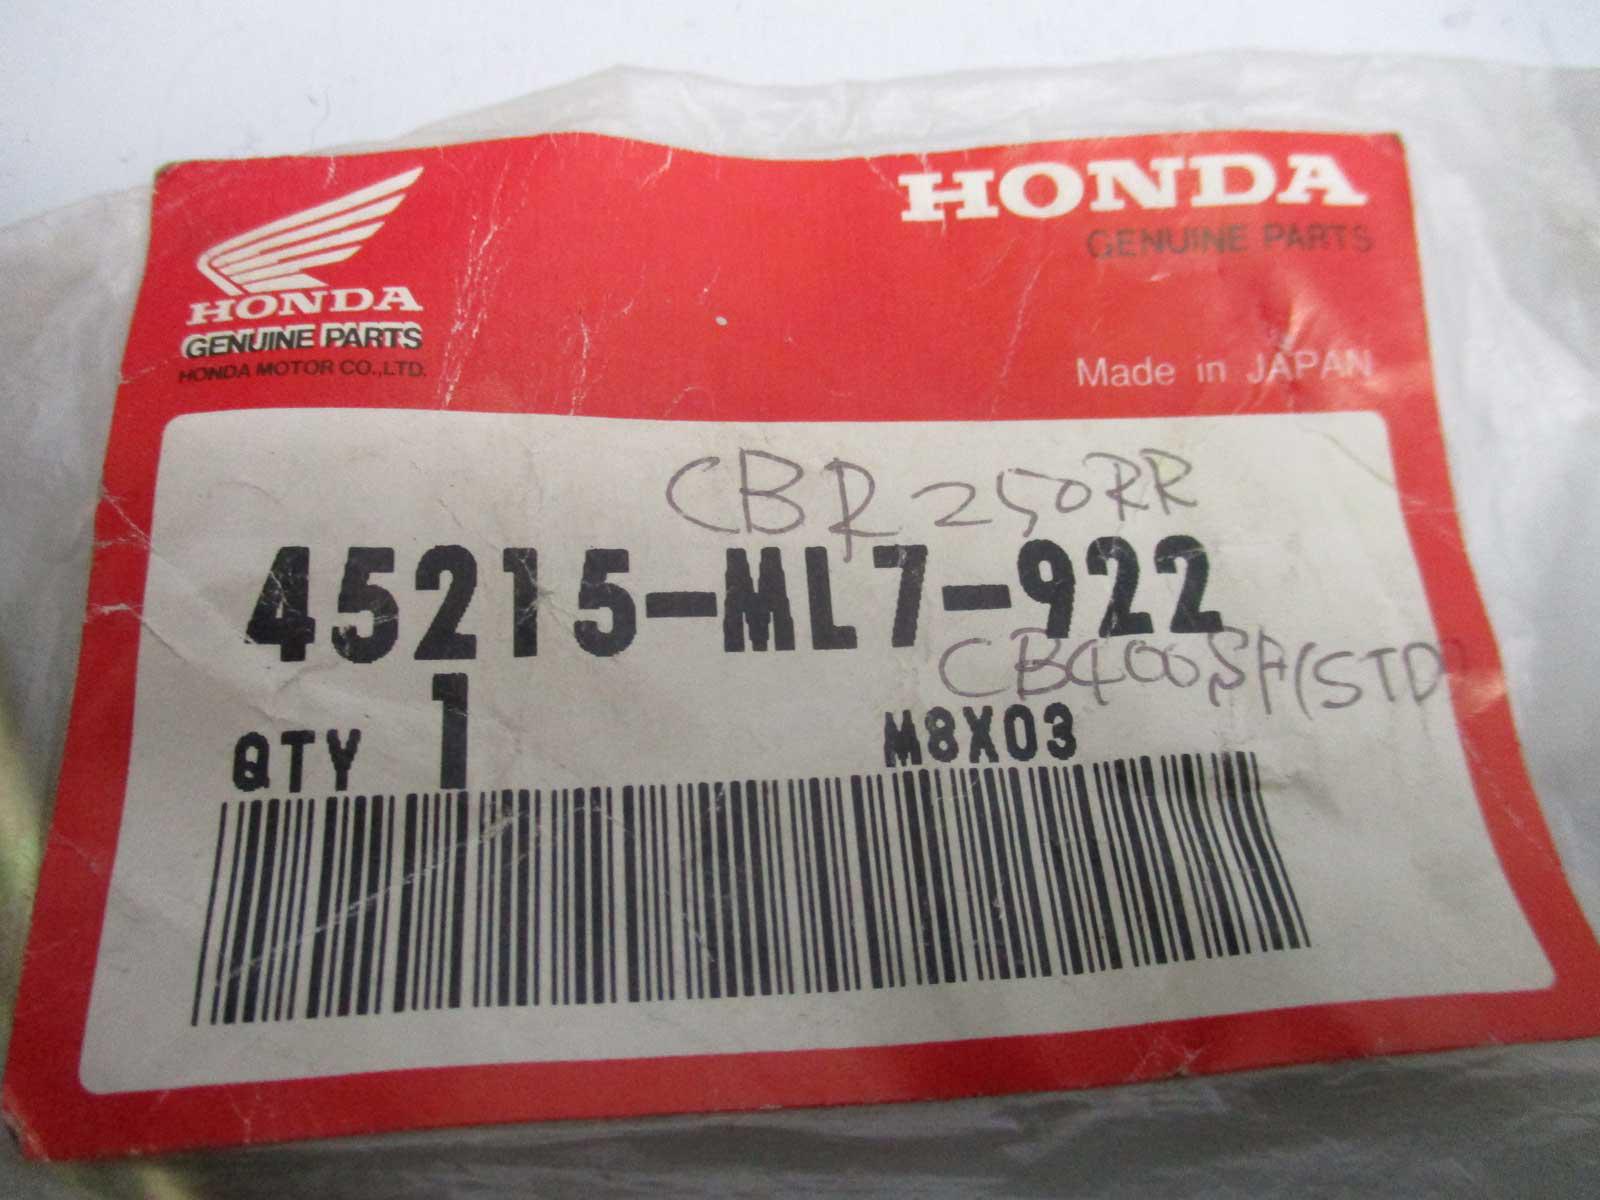 HONDA
GENUINE PARTS
HONDA MOTOR CO.,LTD.
HONDA
GENUINE PARTS
Made in JAPAN
CBR250RR
45215-ML7-922
CB400SF(STD)
QTY 1 M8X03